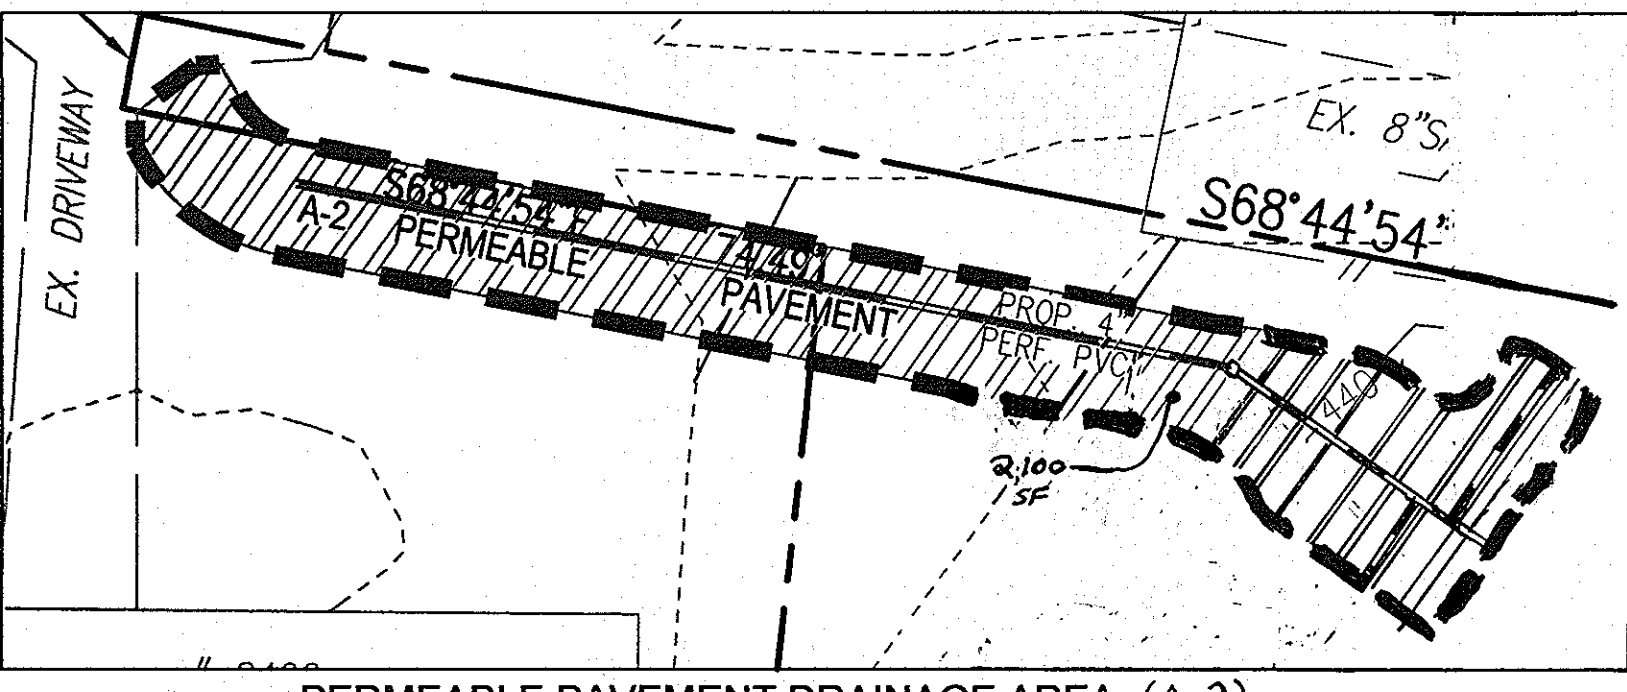 EX. DRIVEWAY
EX. 8"S
S68°44'54"
S68°44'54"E
74.49'
A-2
PERMEABLE
PAVEMENT
PROP. 4"
PERF. PVC
440
2,100
SF
PERMEABLE PAVEMENT DRAINAGE AREA (A-2)